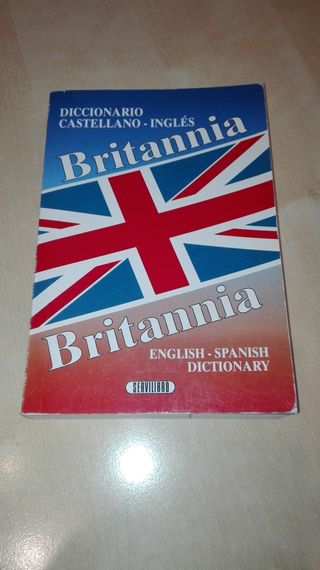 DICCIONARIO
CASTELLANO - INGLÉS
Britannia
Britannia
ENGLISH - SPANISH
DICTIONARY
SERVILIBRO